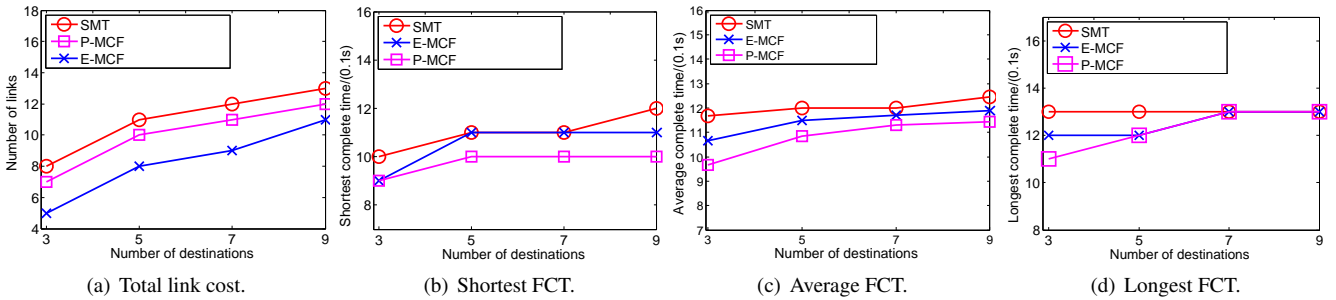 18
16
14
12
10
8
6
4
Number of links
SMT
P-MCF
E-MCF
3
5
7
9
Number of destinations
(a) Total link cost.
16
14
12
10
8
Shortest complete time/(0.1s)
SMT
E-MCF
P-MCF
3
5
7
9
Number of destinations
(b) Shortest FCT.
16
15
14
13
12
11
10
9
8
7
Average complete time/(0.1s)
SMT
E-MCF
P-MCF
3
5
7
9
Number of destinations
(c) Average FCT.
16
14
12
10
8
Longest complete time/(0.1s)
SMT
E-MCF
P-MCF
3
5
7
9
Number of destinations
(d) Longest FCT.